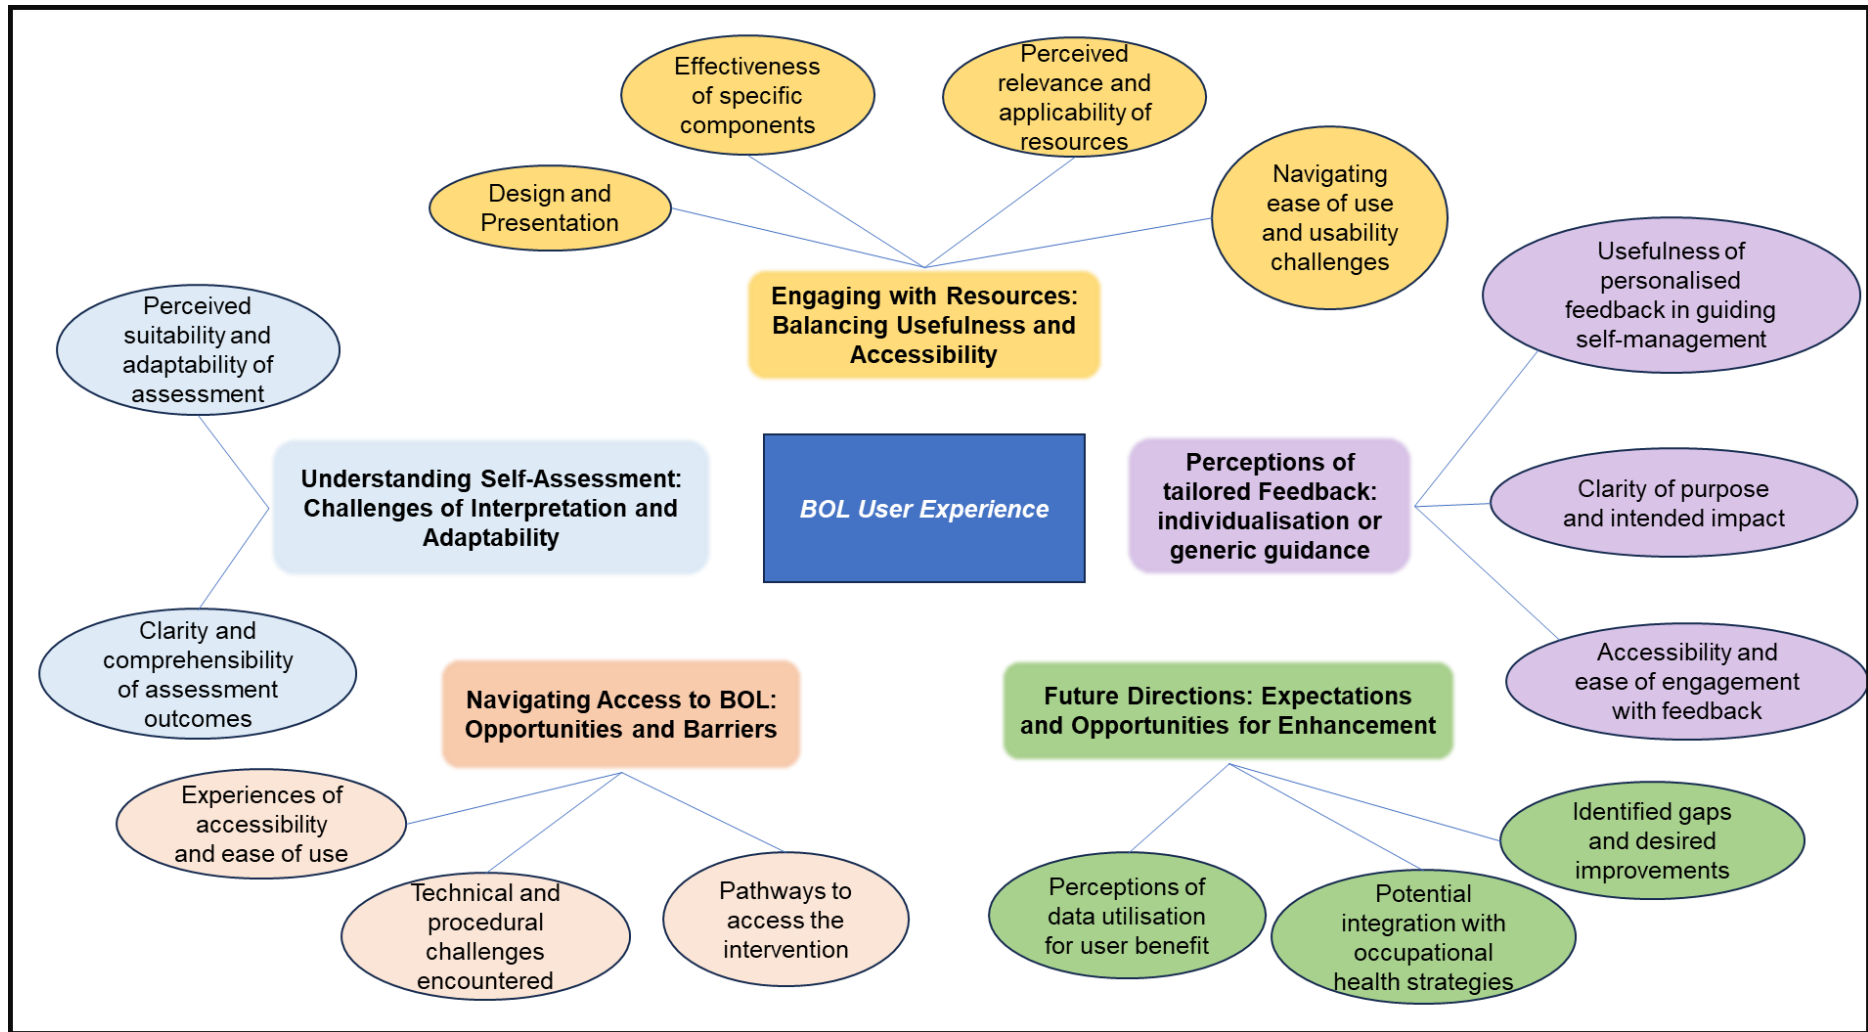 Effectiveness
of specific
components
Perceived
relevance and
applicability of
resources
Design and
Presentation
Navigating
ease of use
and usability
challenges
Engaging with Resources:
Balancing Usefulness and
Accessibility
Usefulness of
personalised
feedback in guiding
self-management
Perceived
suitability and
adaptability of
assessment
Understanding Self-Assessment:
Challenges of Interpretation and
Adaptability
BOL User Experience
Perceptions of
tailored Feedback:
individualisation or
generic guidance
Clarity of purpose
and intended impact
Clarity and
comprehensibility
of assessment
outcomes
Navigating Access to BOL:
Opportunities and Barriers
Future Directions: Expectations
and Opportunities for Enhancement
Accessibility and
ease of engagement
with feedback
Experiences of
accessibility
and ease of use
Technical and
procedural
challenges
encountered
Pathways to
access the
intervention
Perceptions of
data utilisation
for user benefit
Potential
integration with
occupational
health strategies
Identified gaps
and desired
improvements